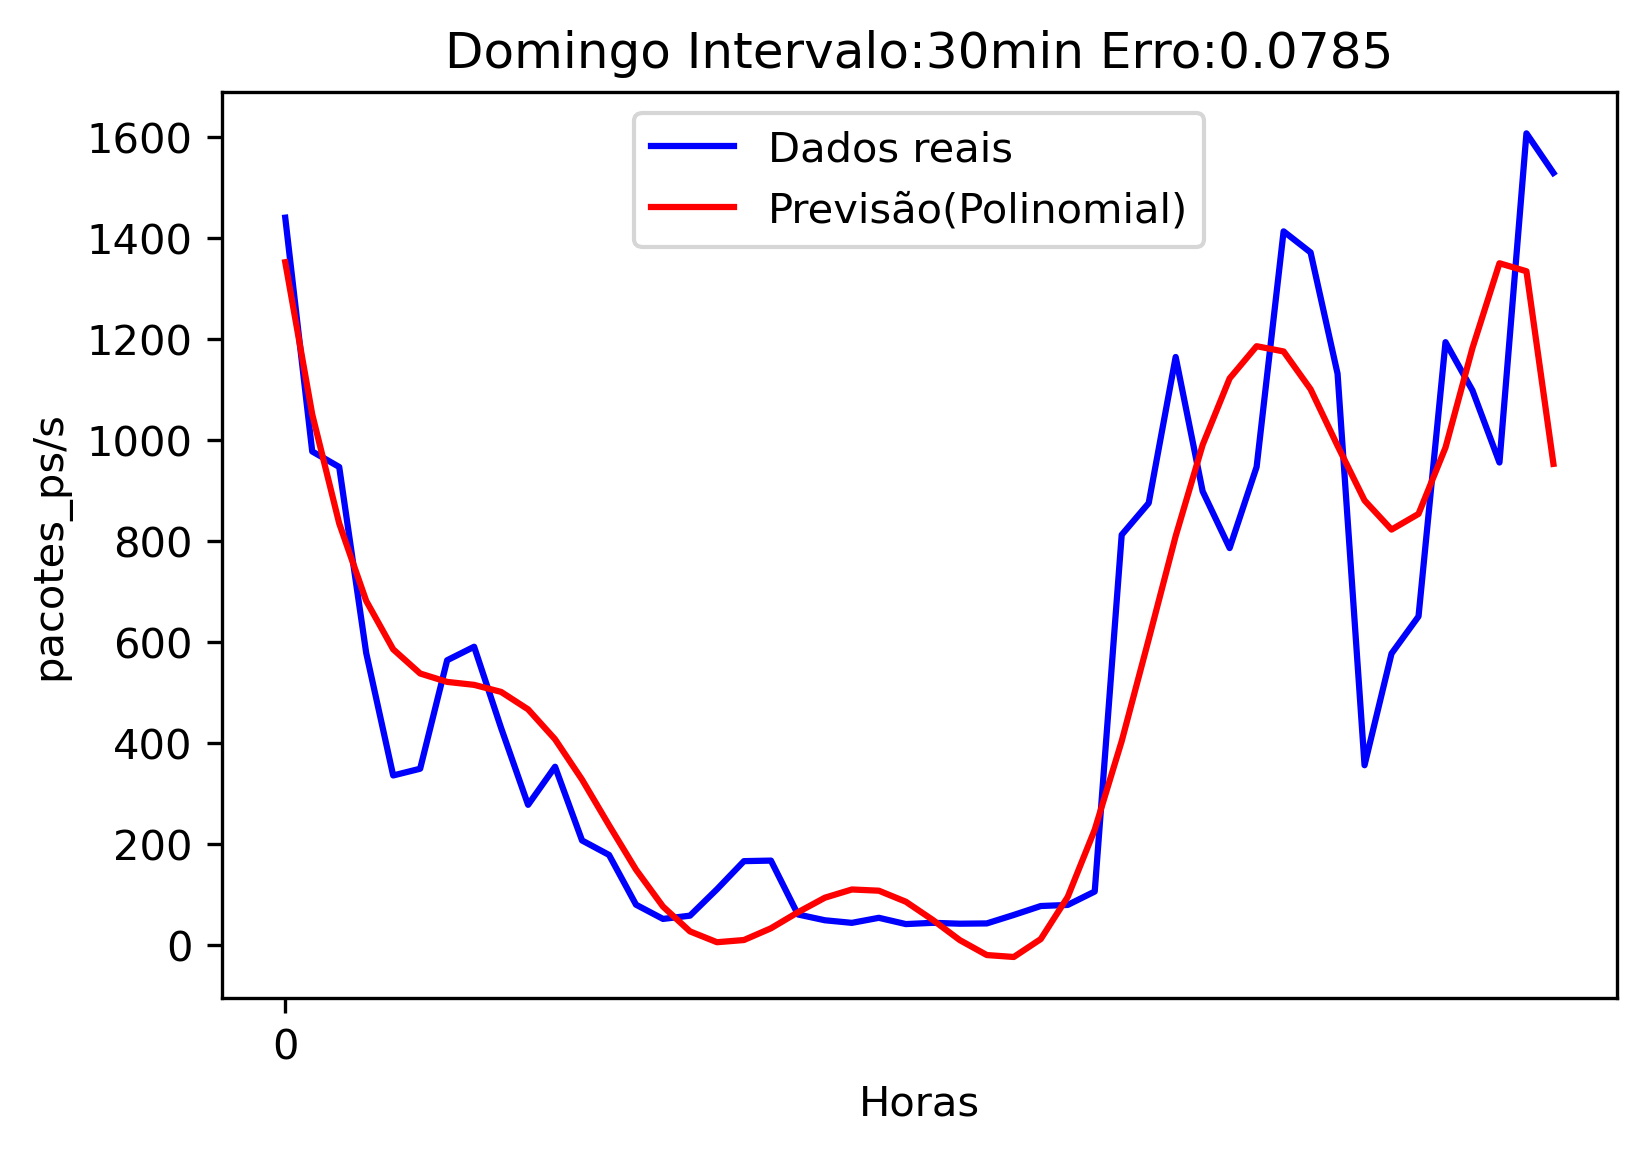 Domingo Intervalo:30min Erro:0.0785
Dados reais
Previsão(Polinomial)
1600
1400
1200
1000
800
600
400
200
0
pacotes_ps/s
0
Horas